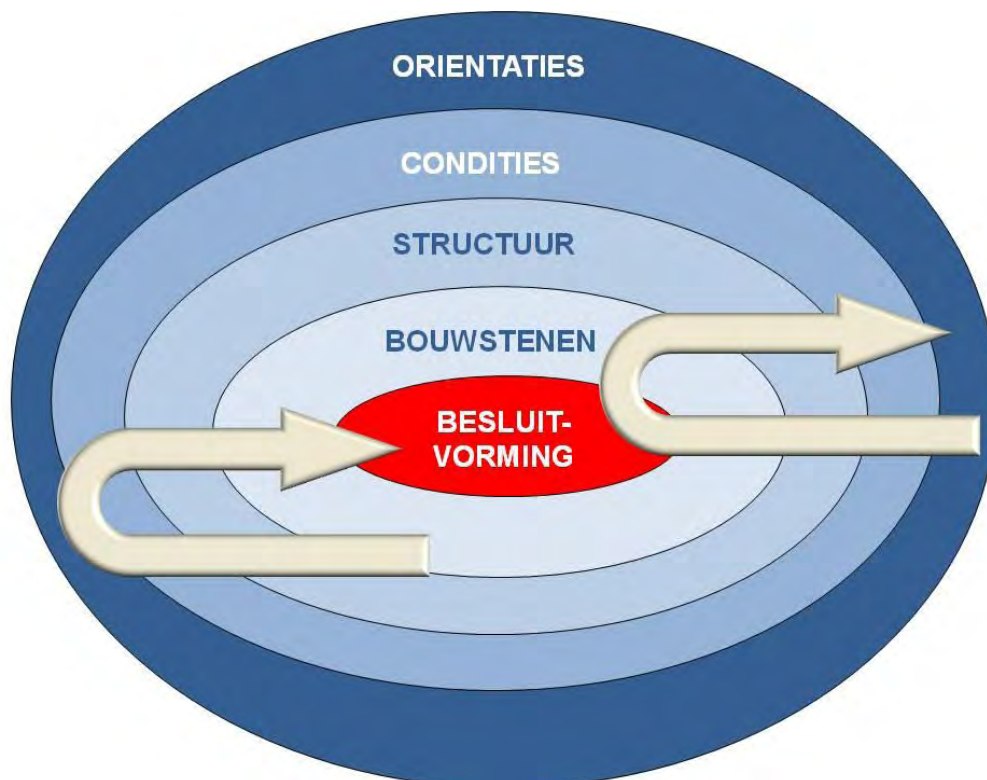 ORIENTATIES
CONDITIES
STRUCTUUR
BOUWSTENEN
BESLUIT-
VORMING